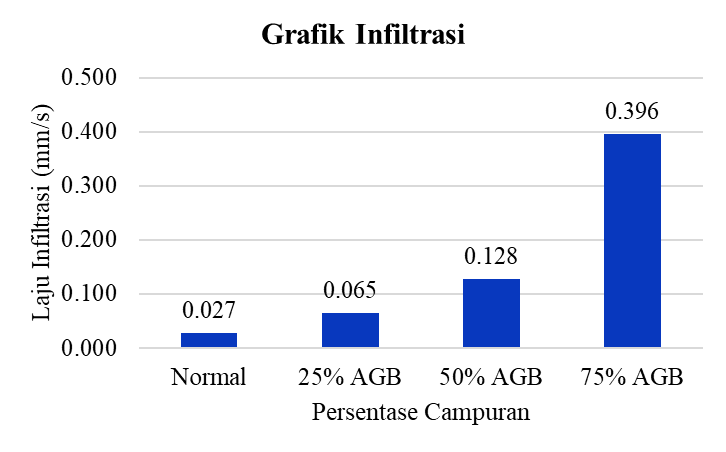 Grafik Infiltrasi
Laju Infiltrasi (mm/s)
0.500
0.400
0.300
0.200
0.100
0.000
0.027
0.065
0.128
0.396
Normal
25% AGB
50% AGB
75% AGB
Persentase Campuran